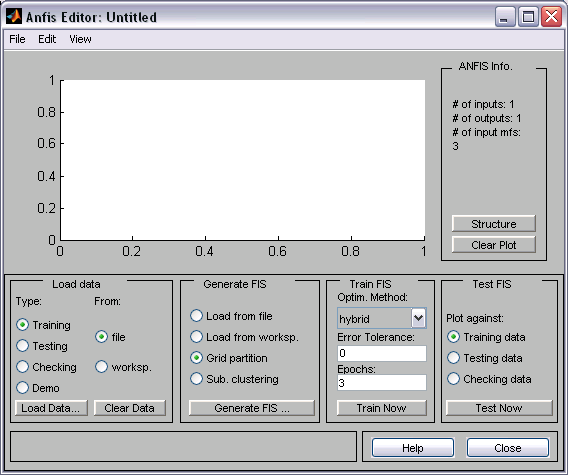 Anfis Editor: Untitled
File Edit View
ANFIS Info.
# of inputs: 1
# of outputs: 1
# of input mfs:
3
Structure
Clear Plot
1
0.8
0.6
0.4
0.2
0
0 0.2 0.4 0.6 0.8 1
Load data
Type: From:
Training
file
Testing
Checking
worksp.
Demo
Load Data... Clear Data
Generate FIS
Load from file
Load from worksp.
Grid partition
Sub. clustering
Generate FIS ...
Train FIS
Optim. Method:
hybrid
Error Tolerance:
0
Epochs:
3
Train Now
Test FIS
Plot against:
Training data
Testing data
Checking data
Test Now
Help Close